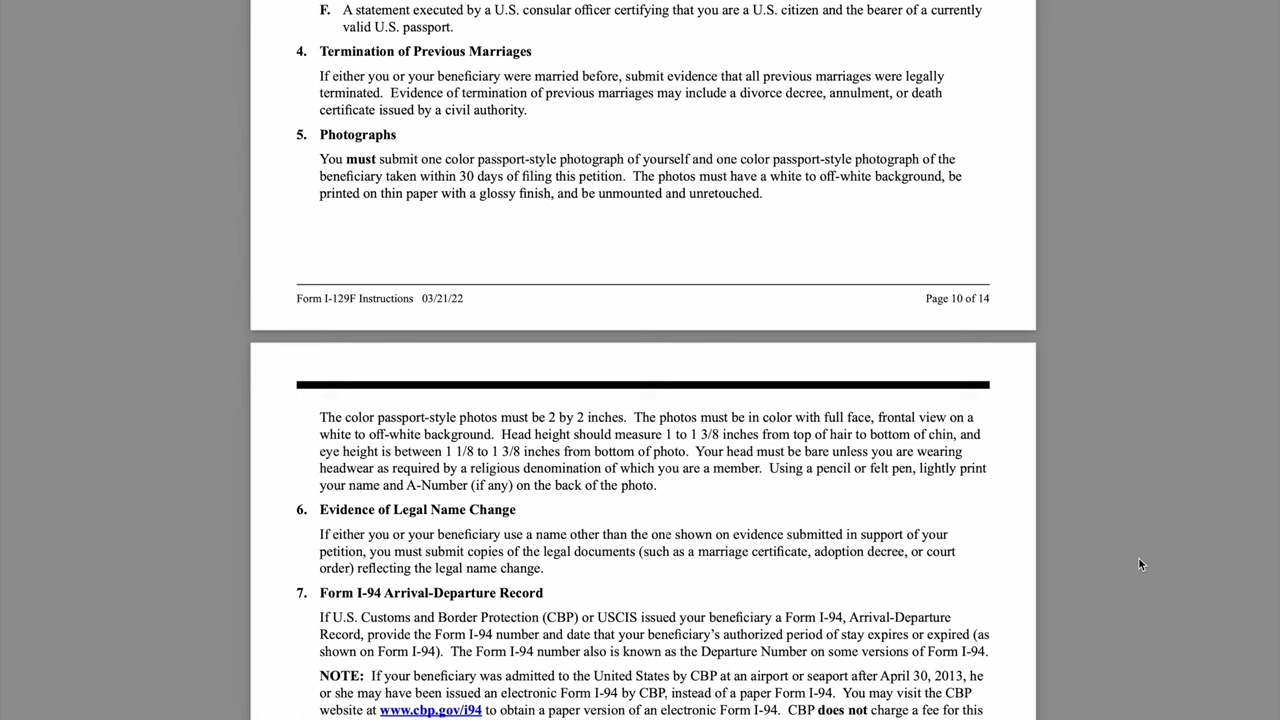 F. A statement executed by a U.S. consular officer certifying that you are a U.S. citizen and the bearer of a currently
valid U.S. passport.
4. Termination of Previous Marriages
If either you or your beneficiary were married before, submit evidence that all previous marriages were legally
terminated. Evidence of termination of previous marriages may include a divorce decree, annulment, or death
certificate issued by a civil authority.
5. Photographs
You must submit one color passport-style photograph of yourself and one color passport-style photograph of the
beneficiary taken within 30 days of filing this petition. The photos must have a white to off-white background, be
printed on thin paper with a glossy finish, and be unmounted and unretouched.
Form I-129F Instructions 03/21/22 Page 10 of 14
The color passport-style photos must be 2 by 2 inches. The photos must be in color with full face, frontal view on a
white to off-white background. Head height should measure 1 to 1 3/8 inches from top of hair to bottom of chin, and
eye height is between 1 1/8 to 1 3/8 inches from bottom of photo. Your head must be bare unless you are wearing
headwear as required by a religious denomination of which you are a member. Using a pencil or felt pen, lightly print
your name and A-Number (if any) on the back of the photo.
6. Evidence of Legal Name Change
If either you or your beneficiary use a name other than the one shown on evidence submitted in support of your
petition, you must submit copies of the legal documents (such as a marriage certificate, adoption decree, or court
order) reflecting the legal name change.
7. Form I-94 Arrival-Departure Record
If U.S. Customs and Border Protection (CBP) or USCIS issued your beneficiary a Form I-94, Arrival-Departure
Record, provide the Form I-94 number and date that your beneficiary's authorized period of stay expires or expired (as
shown on Form I-94). The Form I-94 number also is known as the Departure Number on some versions of Form I-94.
NOTE: If your beneficiary was admitted to the United States by CBP at an airport or seaport after April 30, 2013, he
or she may have been issued an electronic Form I-94 by CBP, instead of a paper Form I-94. You may visit the CBP
website at www.cbp.gov/i94 to obtain a paper version of an electronic Form I-94. CBP does not charge a fee for this